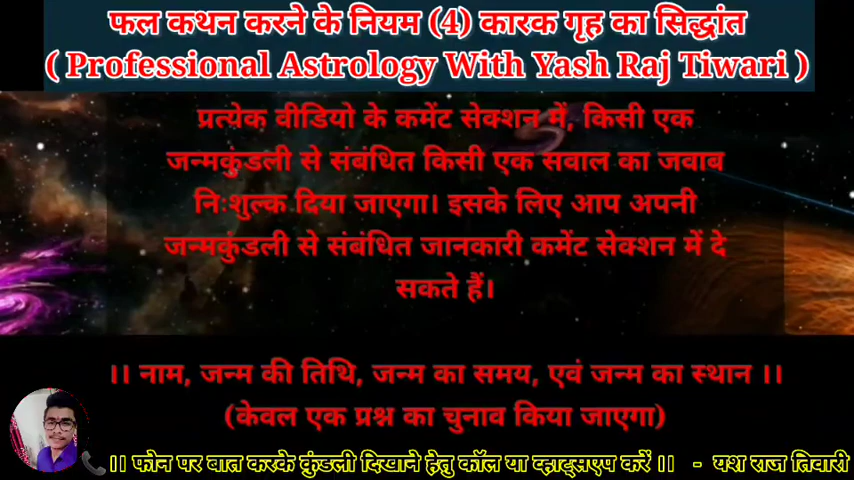 फल कथन करने के नियम (4) कारक गृह का सिद्धांत
( Professional Astrology With Yash Raj Tiwari )
प्रत्येक वीडियो के कमेंट सेक्शन में, किसी एक
जन्मकुंडली से संबंधित किसी एक सवाल का जवाब
निःशुल्क दिया जाएगा। इसके लिए आप अपनी
जन्मकुंडली से संबंधित जानकारी कमेंट सेक्शन में दे
सकते हैं।
।। नाम, जन्म की तिथि, जन्म का समय, एवं जन्म का स्थान ।।
(केवल एक प्रश्न का चुनाव किया जाएगा)
📞।। फोन पर बात करके कुंडली दिखाने हेतु कॉल या व्हाट्सएप करें ।। - यश राज तिवारी